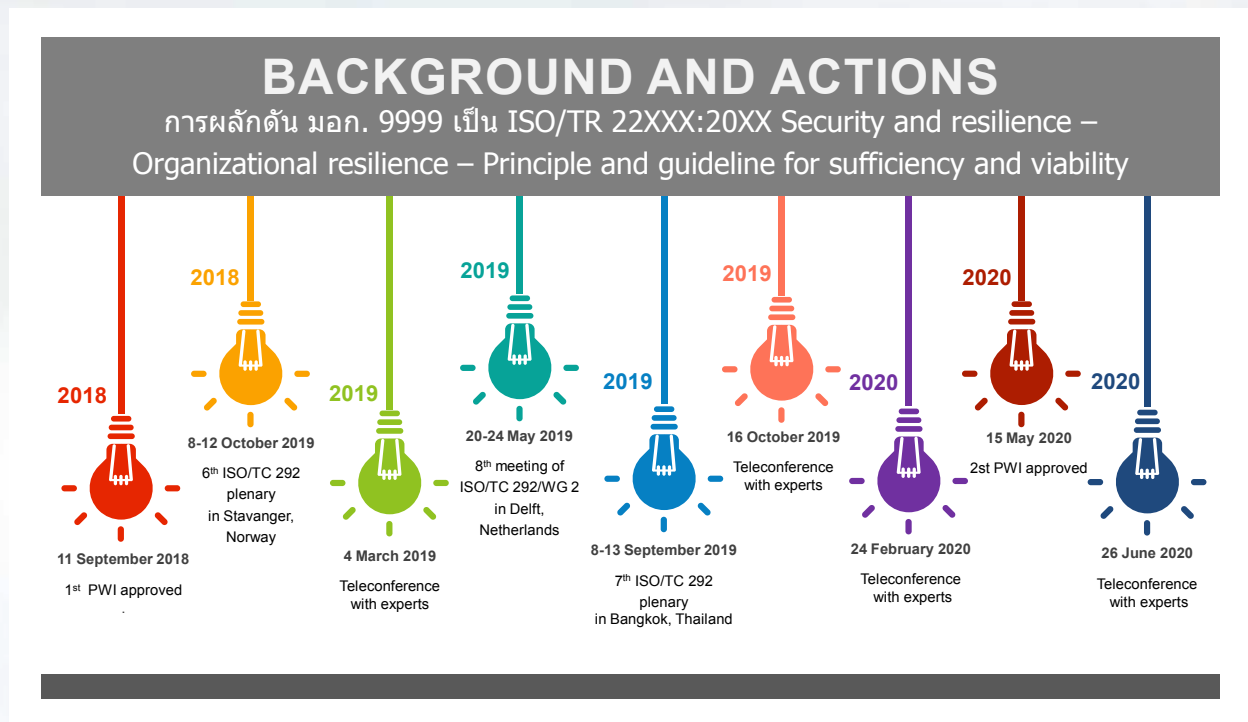 BACKGROUND AND ACTIONS
การผลักดัน มอก. 9999 เป็น ISO/TR 22XXX:20XX Security and resilience –
Organizational resilience – Principle and guideline for sufficiency and viability
2018
11 September 2018
1st PWI approved
.
2018
8-12 October 2019
6th ISO/TC 292
plenary
in Stavanger,
Norway
2019
4 March 2019
Teleconference
with experts
2019
20-24 May 2019
8th meeting of
ISO/TC 292/WG 2
in Delft,
Netherlands
2019
8-13 September 2019
7th ISO/TC 292
plenary
in Bangkok, Thailand
2019
16 October 2019
Teleconference
with experts
2020
24 February 2020
Teleconference
with experts
2020
15 May 2020
2st PWI approved
2020
26 June 2020
Teleconference
with experts